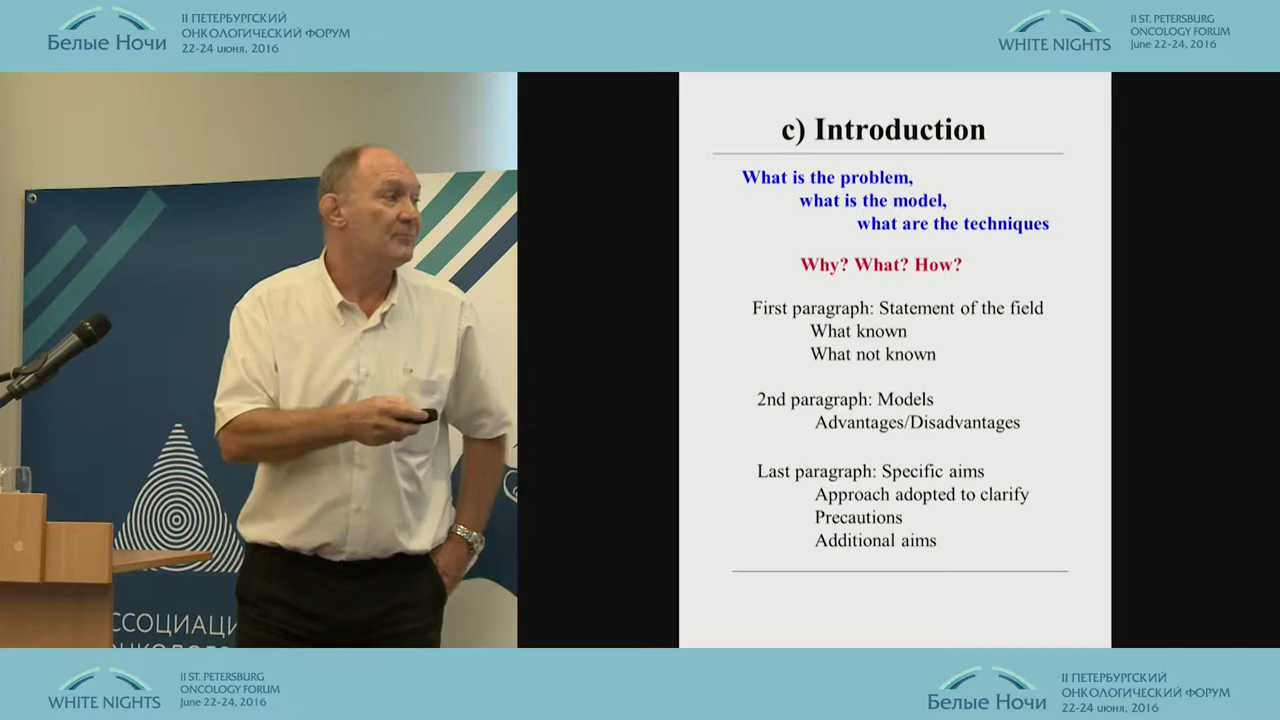 Белые Ночи
II ПЕТЕРБУРГСКИЙ
ОНКОЛОГИЧЕСКИЙ ФОРУМ
22-24 июня, 2016
WHITE NIGHTS
II ST. PETERSBURG
ONCOLOGY FORUM
June 22-24, 2016
c) Introduction
What is the problem,
what is the model,
what are the techniques
Why? What? How?
First paragraph: Statement of the field
What known
What not known
2nd paragraph: Models
Advantages/Disadvantages
Last paragraph: Specific aims
Approach adopted to clarify
Precautions
Additional aims
ССОЦИАЦИ
WHITE NIGHTS
II ST. PETERSBURG
ONCOLOGY FORUM
June 22-24, 2016
Белые Ночи
II ПЕТЕРБУРГСКИЙ
ОНКОЛОГИЧЕСКИЙ ФОРУМ
22-24 июня, 2016